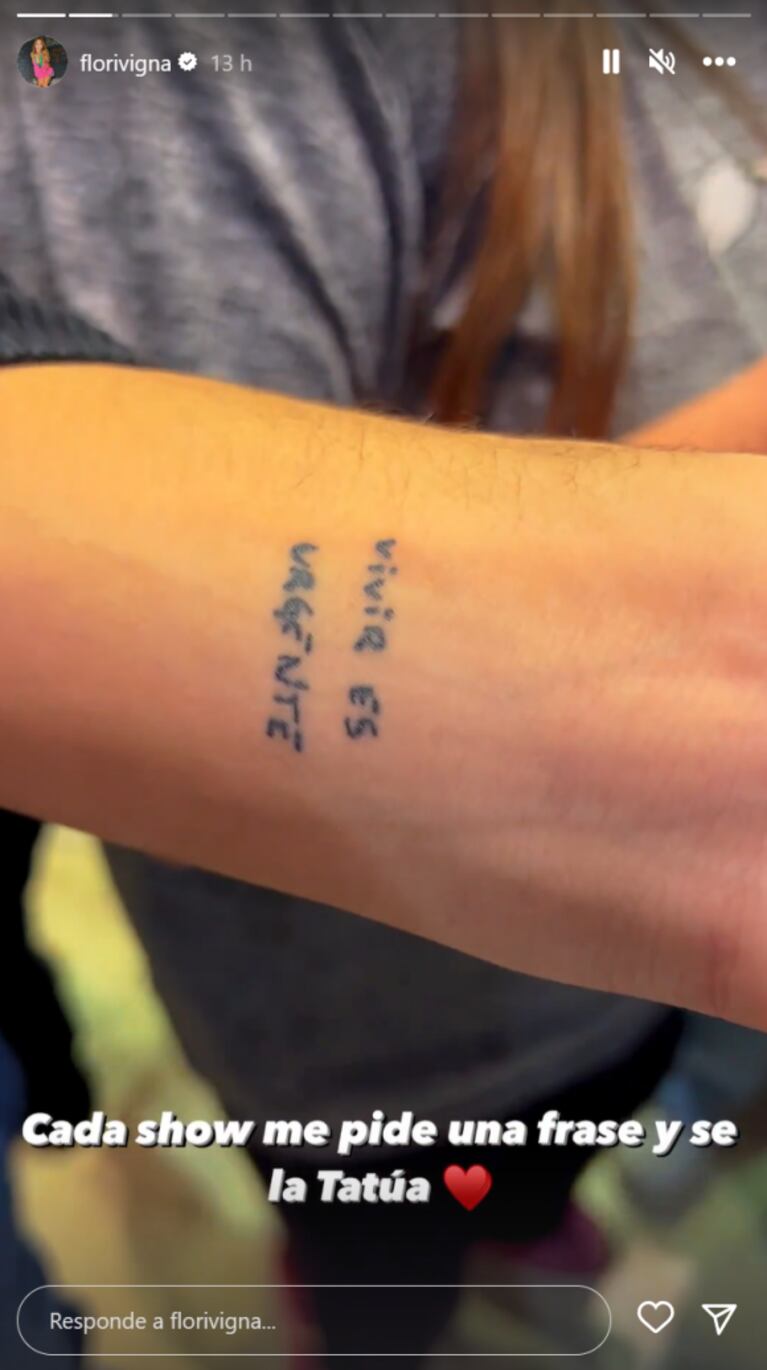 florivigna 13 h
viviR ES
URGENTE
Cada show me pide una frase y se
la Tatúa ❤️
Responde a florivigna...